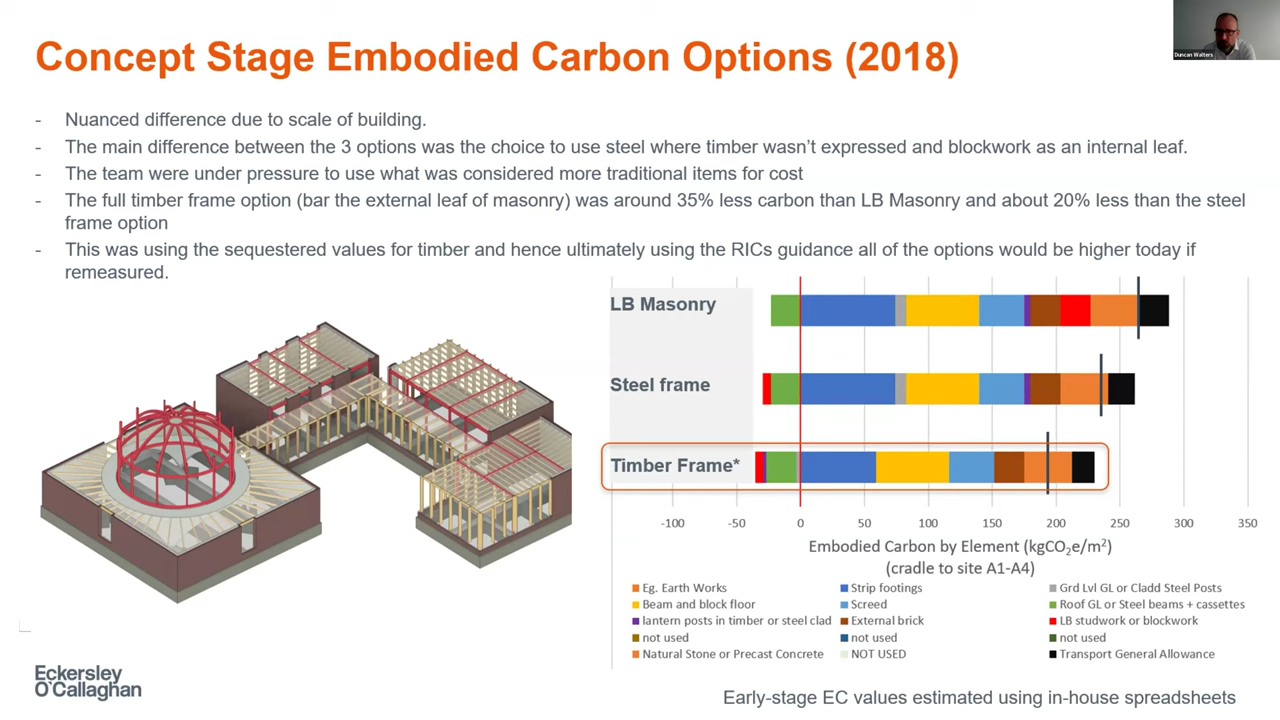 Concept Stage Embodied Carbon Options (2018)
Duncan Walters
- Nuanced difference due to scale of building.
- The main difference between the 3 options was the choice to use steel where timber wasn't expressed and blockwork as an internal leaf.
- The team were under pressure to use what was considered more traditional items for cost
- The full timber frame option (bar the external leaf of masonry) was around 35% less carbon than LB Masonry and about 20% less than the steel
frame option
- This was using the sequestered values for timber and hence ultimately using the RICs guidance all of the options would be higher today if
remeasured.
LB Masonry
Steel frame
Timber Frame*
-100 -50 0 50 100 150 200 250 300 350
Embodied Carbon by Element (kgCO₂e/m²)
(cradle to site A1-A4)
Eg. Earth Works Strip footings Grd Lvl GL or Cladd Steel Posts
Beam and block floor Screed Roof GL or Steel beams + cassettes
lantern posts in timber or steel clad External brick LB studwork or blockwork
not used not used not used
Natural Stone or Precast Concrete NOT USED Transport General Allowance
Eckersley
O'Callaghan
Early-stage EC values estimated using in-house spreadsheets